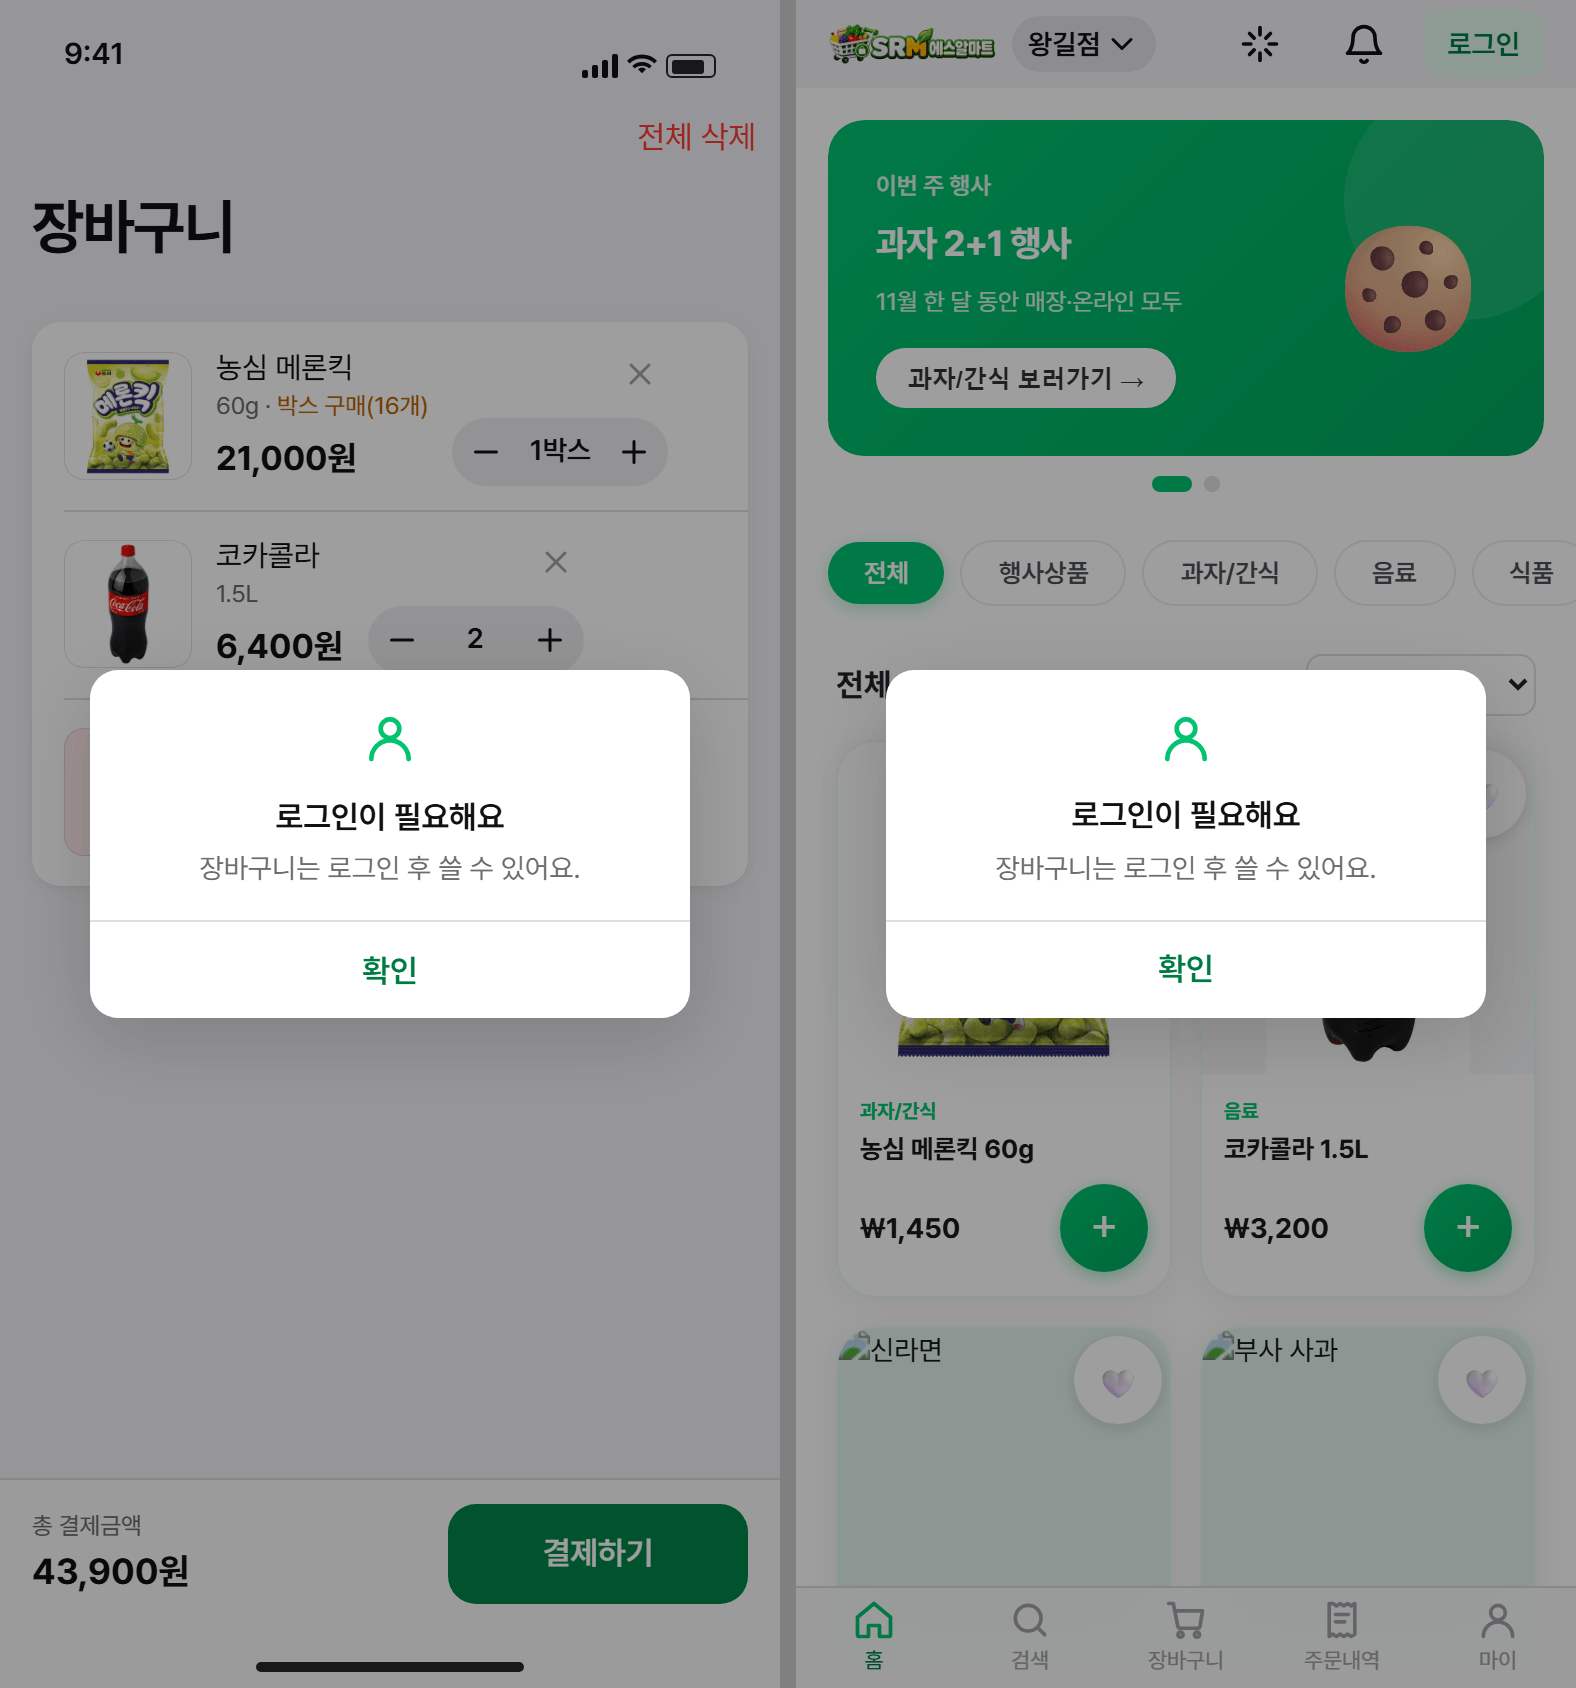 9:41
전체 삭제
장바구니
농심 메론킥
60g · 박스 구매(16개)
21,000원
1박스
코카콜라
1.5L
6,400원
2
로그인이 필요해요
장바구니는 로그인 후 쓸 수 있어요.
확인
총 결제금액
43,900원
결제하기
SRM 에스알마트
왕길점
로그인
이번 주 행사
과자 2+1 행사
11월 한 달 동안 매장·온라인 모두
과자/간식 보러가기 →
전체
행사상품
과자/간식
음료
식품
전체
로그인이 필요해요
장바구니는 로그인 후 쓸 수 있어요.
확인
과자/간식
농심 메론킥 60g
₩1,450
+
음료
코카콜라 1.5L
₩3,200
+
신라면
부사 사과
홈
검색
장바구니
주문내역
마이